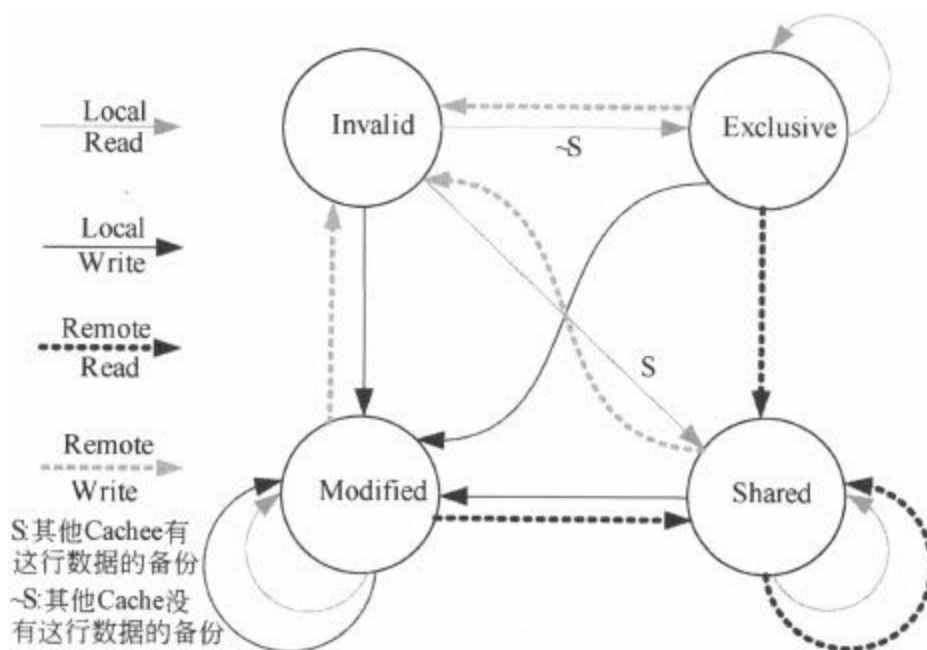 Local
Read
Local
Write
Remote
Read
Remote
Write
S:其他Cachee有
这行数据的备份
~S:其他Cache没
有这行数据的备份
Invalid
Exclusive
~S
S
Modified
Shared